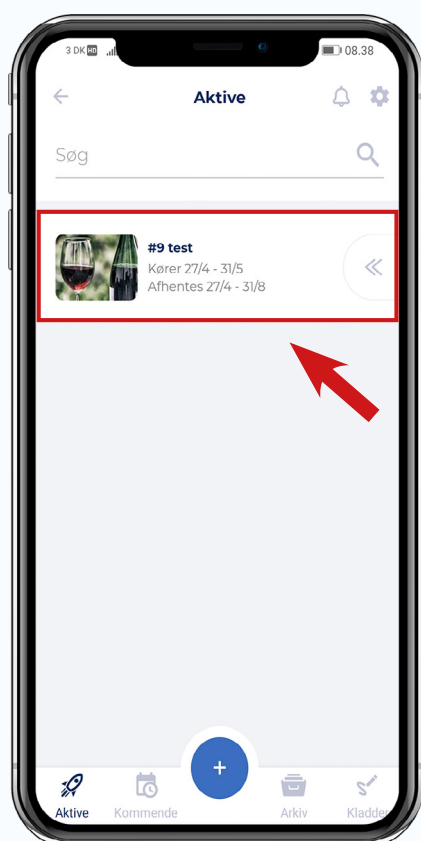 3 DK HD 08.38
Aktive
Søg
#9 test
Kører 27/4 - 31/5
Afhentes 27/4 - 31/8
+
Aktive Kommende Arkiv Kladder